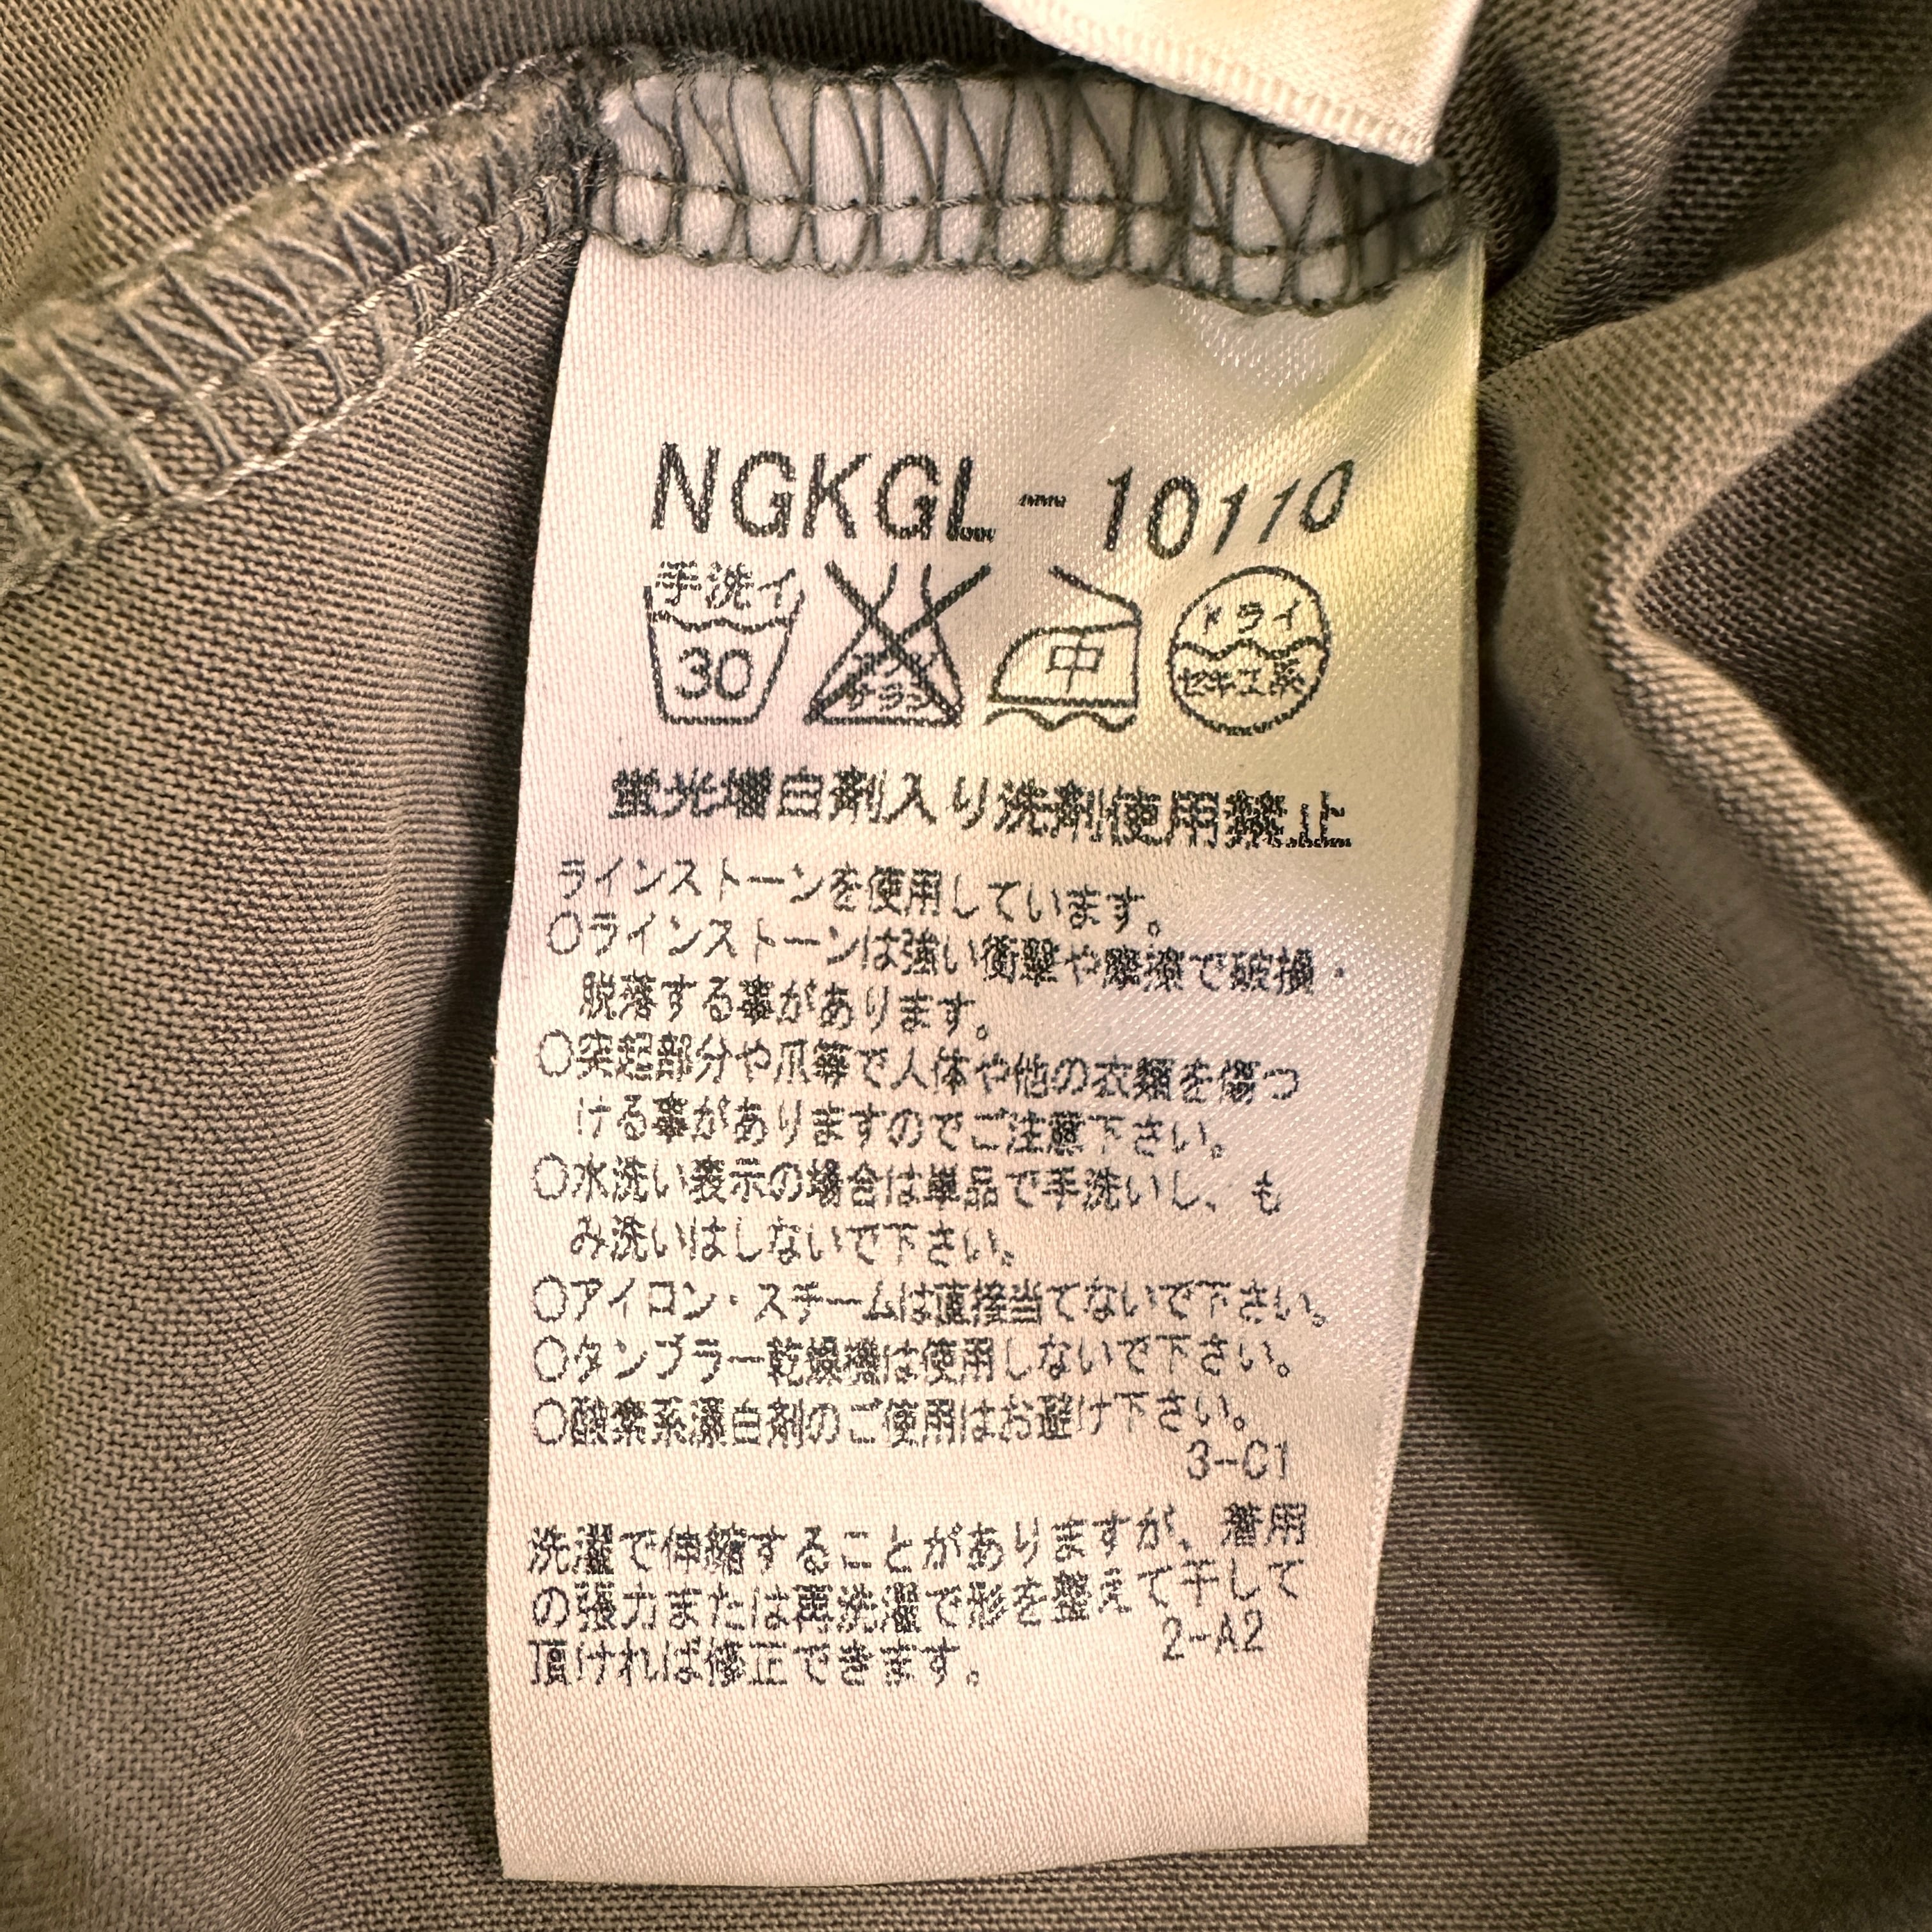 NGKGL-10110
手洗イ 30 エンソサラシ 中 ドライ セキユ系
蛍光増白剤入り洗剤使用禁止
ラインストーンを使用しています。
○ラインストーンは強い衝撃や摩擦で破損・
脱落する事があります。
○突起部分や爪等で人体や他の衣類を傷つ
ける事がありますのでご注意下さい。
○水洗い表示の場合は単品で手洗いし、も
み洗いはしないで下さい。
○アイロン・スチームは直接当てないで下さい。
○タンブラー乾燥機は使用しないで下さい。
○酸素系漂白剤のご使用はお避け下さい。
3-C1
洗濯で伸縮することがありますが、着用
の張力または再洗濯で形を整えて干して
頂ければ修正できます。
2-A2